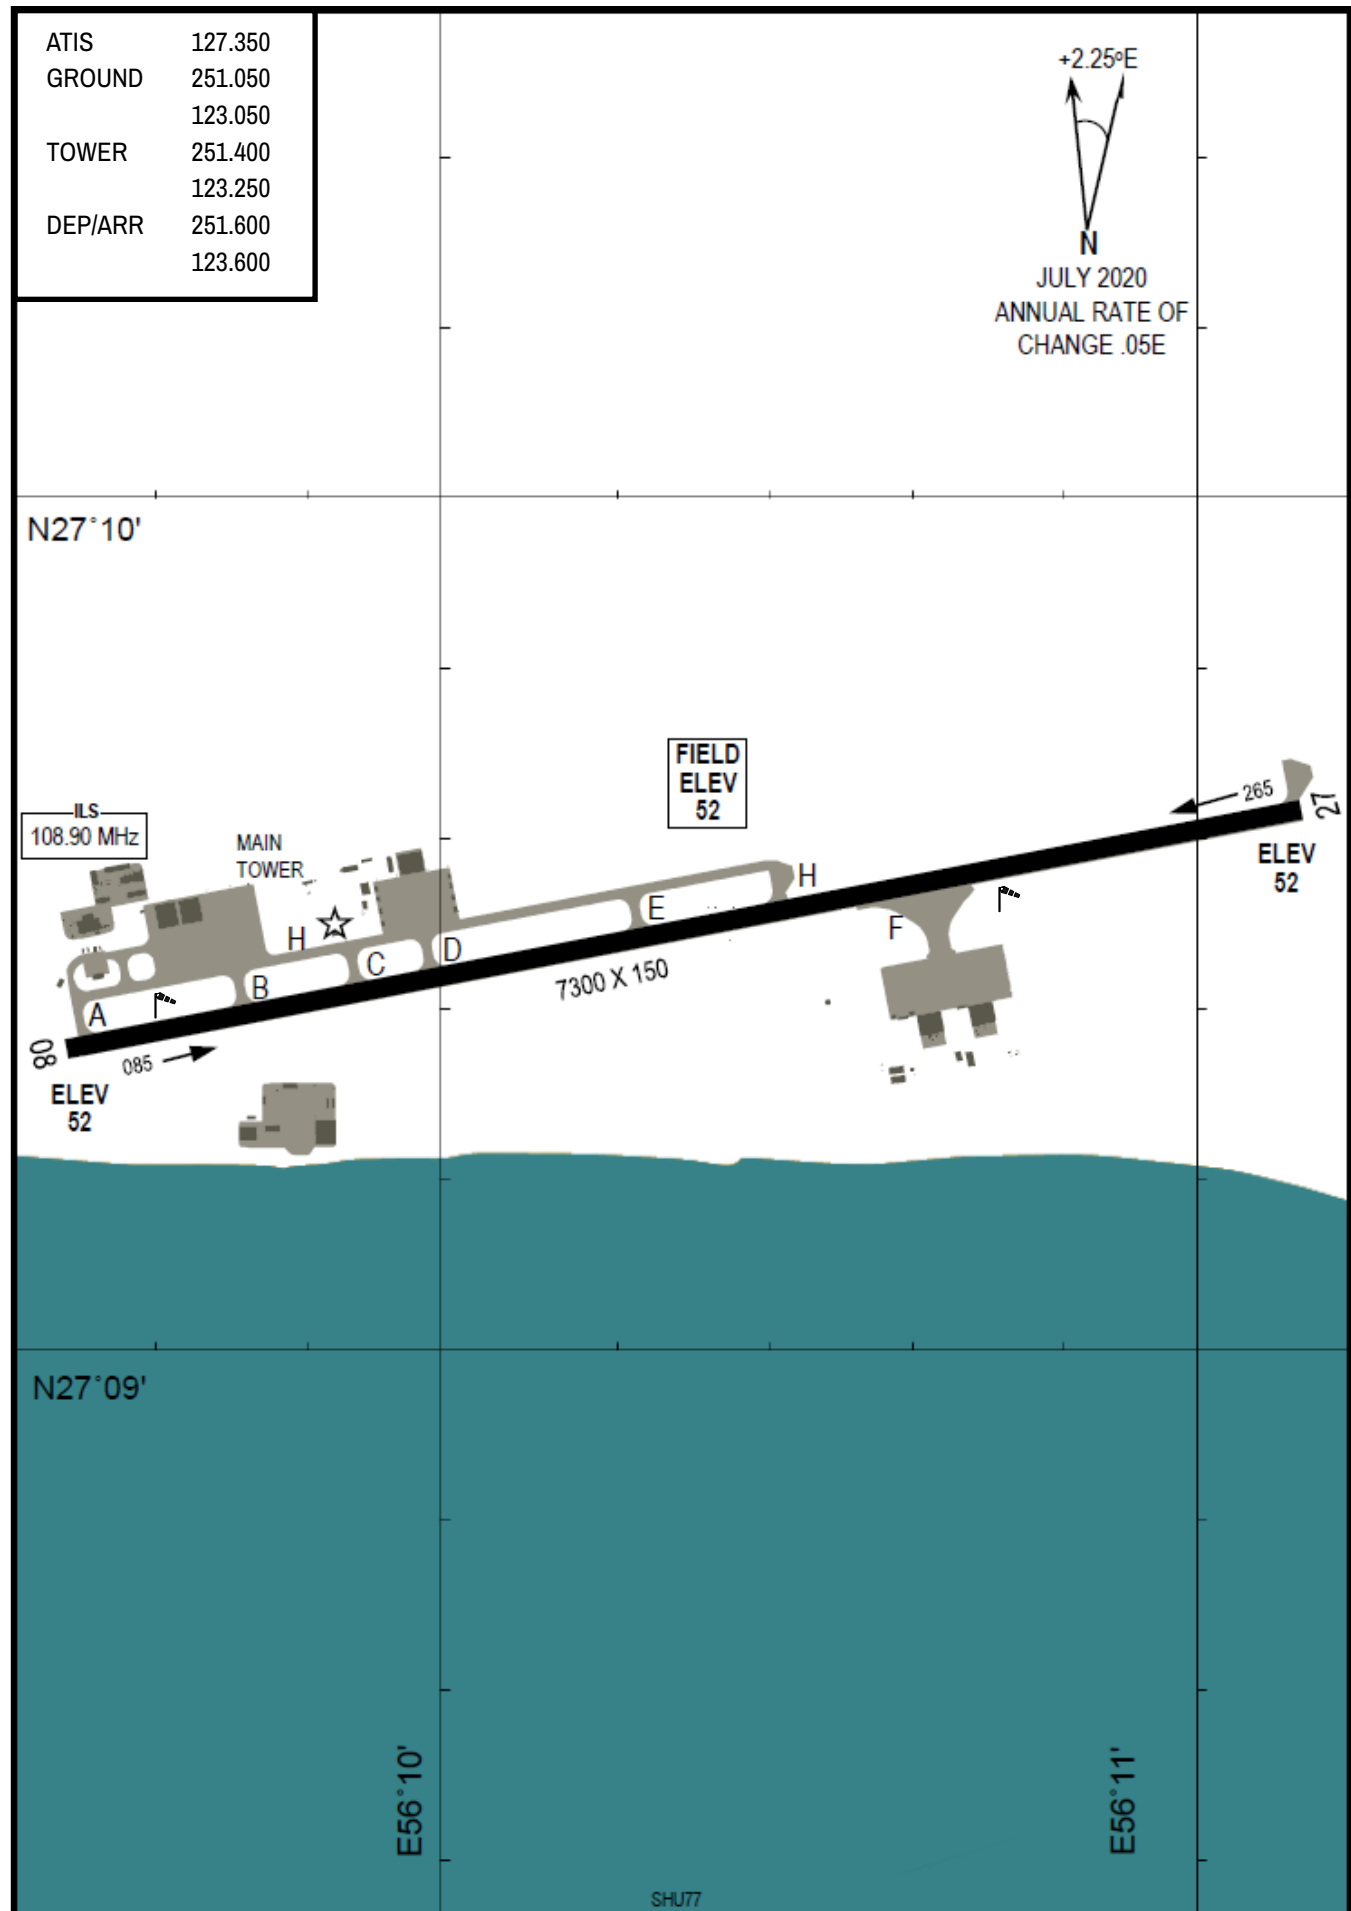 ATIS 127.350
GROUND 251.050
123.050
TOWER 251.400
123.250
DEP/ARR 251.600
123.600
+2.25ºE
N
JULY 2020
ANNUAL RATE OF
CHANGE .05E
N27°10'
FIELD
ELEV
52
265
27
ELEV
52
ILS
108.90 MHz
MAIN
TOWER
H
A
B
C
D
E
H
F
7300 X 150
08
085
ELEV
52
N27°09'
E56°10'
E56°11'
SHU77